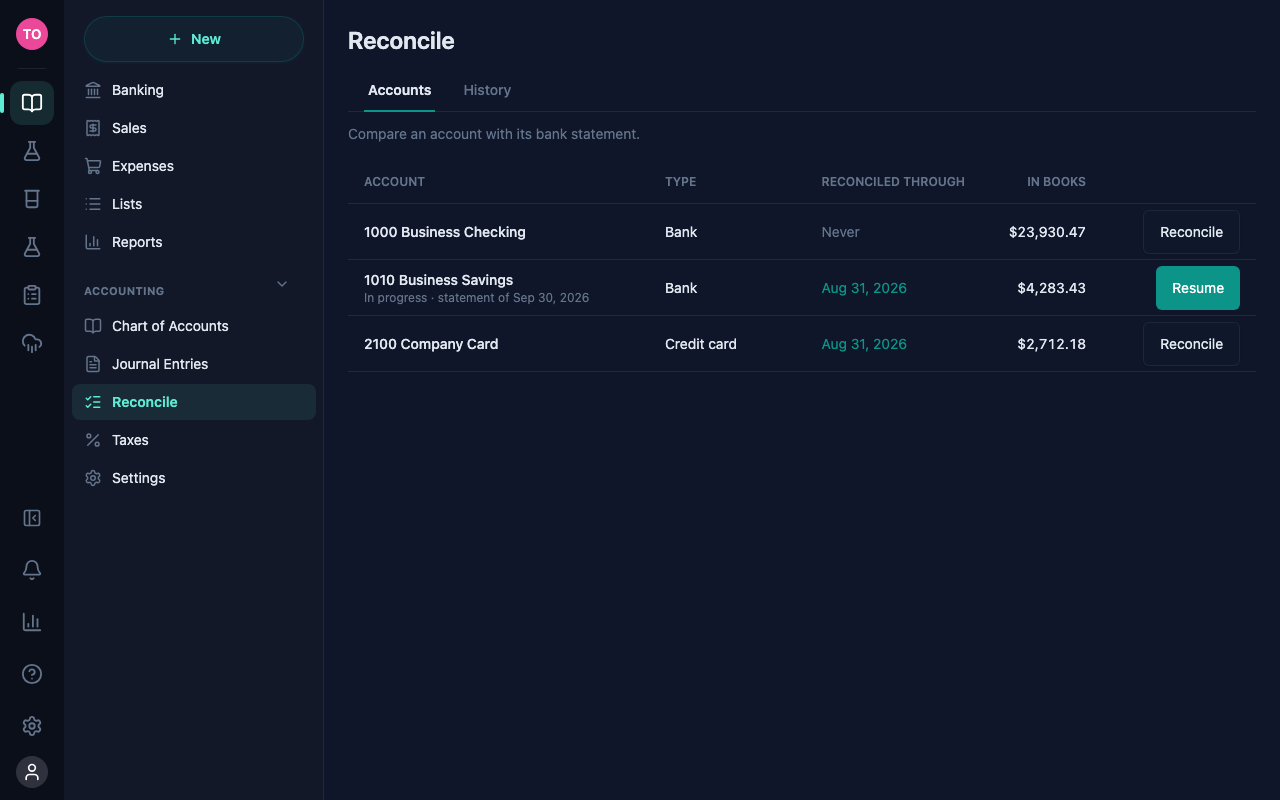 TO
New
Banking
Sales
Expenses
Lists
Reports
ACCOUNTING
Chart of Accounts
Journal Entries
Reconcile
Taxes
Settings
Reconcile
Accounts History
Compare an account with its bank statement.
ACCOUNT TYPE RECONCILED THROUGH IN BOOKS
1000 Business Checking Bank Never $23,930.47 Reconcile
1010 Business Savings Bank Aug 31, 2026 $4,283.43 Resume
In progress · statement of Sep 30, 2026
2100 Company Card Credit card Aug 31, 2026 $2,712.18 Reconcile